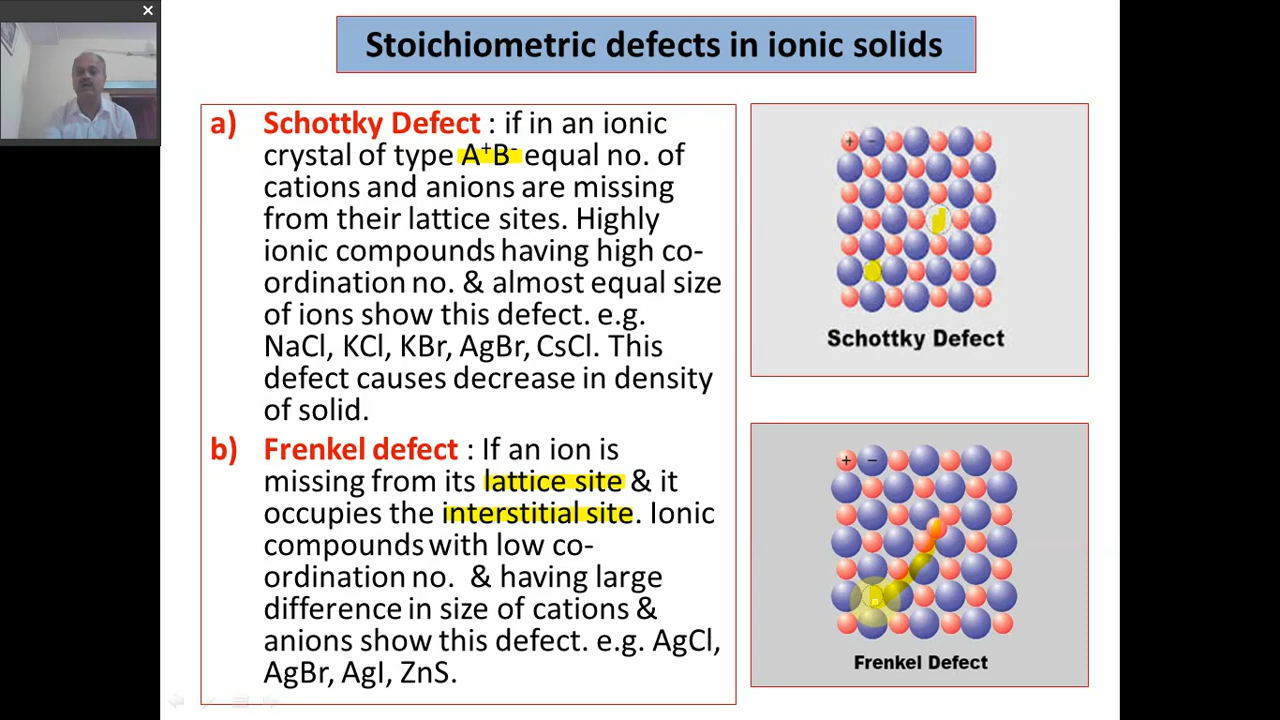 Stoichiometric defects in ionic solids
a) Schottky Defect : if in an ionic
crystal of type A⁺B⁻ equal no. of
cations and anions are missing
from their lattice sites. Highly
ionic compounds having high co-
ordination no. & almost equal size
of ions show this defect. e.g.
NaCl, KCl, KBr, AgBr, CsCl. This
defect causes decrease in density
of solid.
b) Frenkel defect : If an ion is
missing from its lattice site & it
occupies the interstitial site. Ionic
compounds with low co-
ordination no. & having large
difference in size of cations &
anions show this defect. e.g. AgCl,
AgBr, AgI, ZnS.
+ −
Schottky Defect
+ −
Frenkel Defect